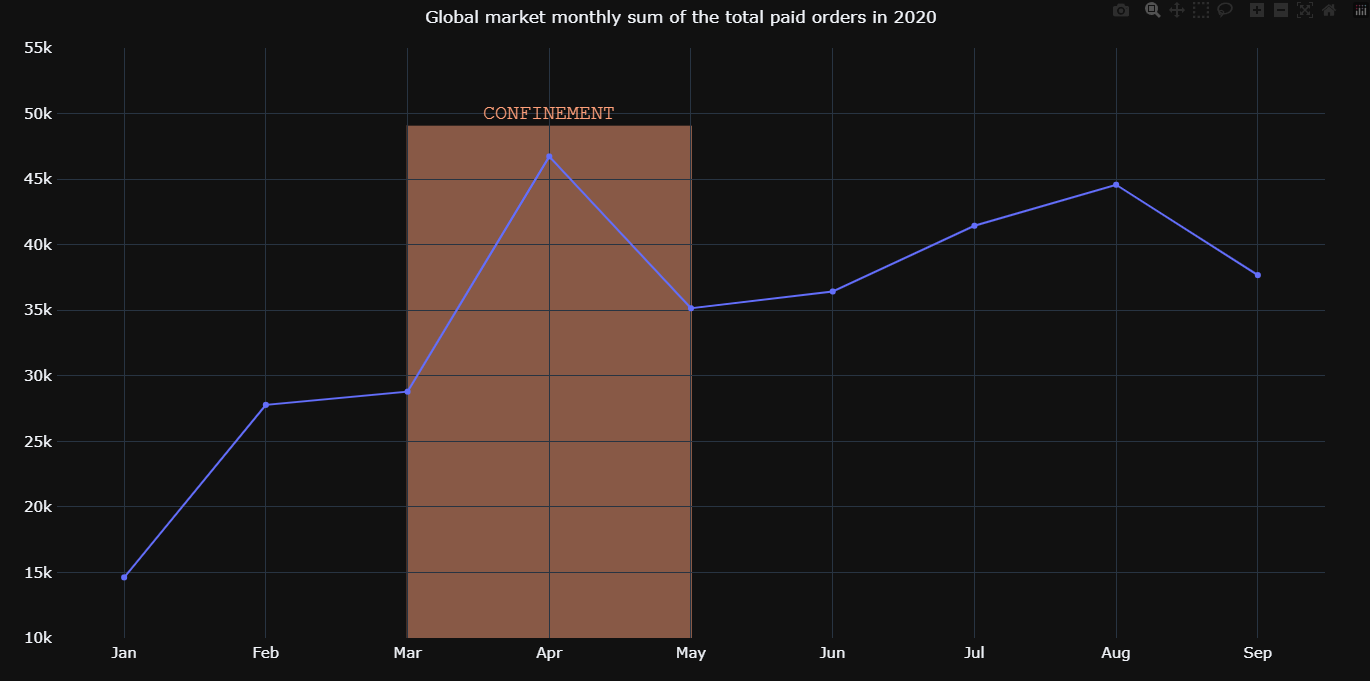 Global market monthly sum of the total paid orders in 2020
55k
50k
CONFINEMENT
45k
40k
35k
30k
25k
20k
15k
10k
Jan Feb Mar Apr May Jun Jul Aug Sep